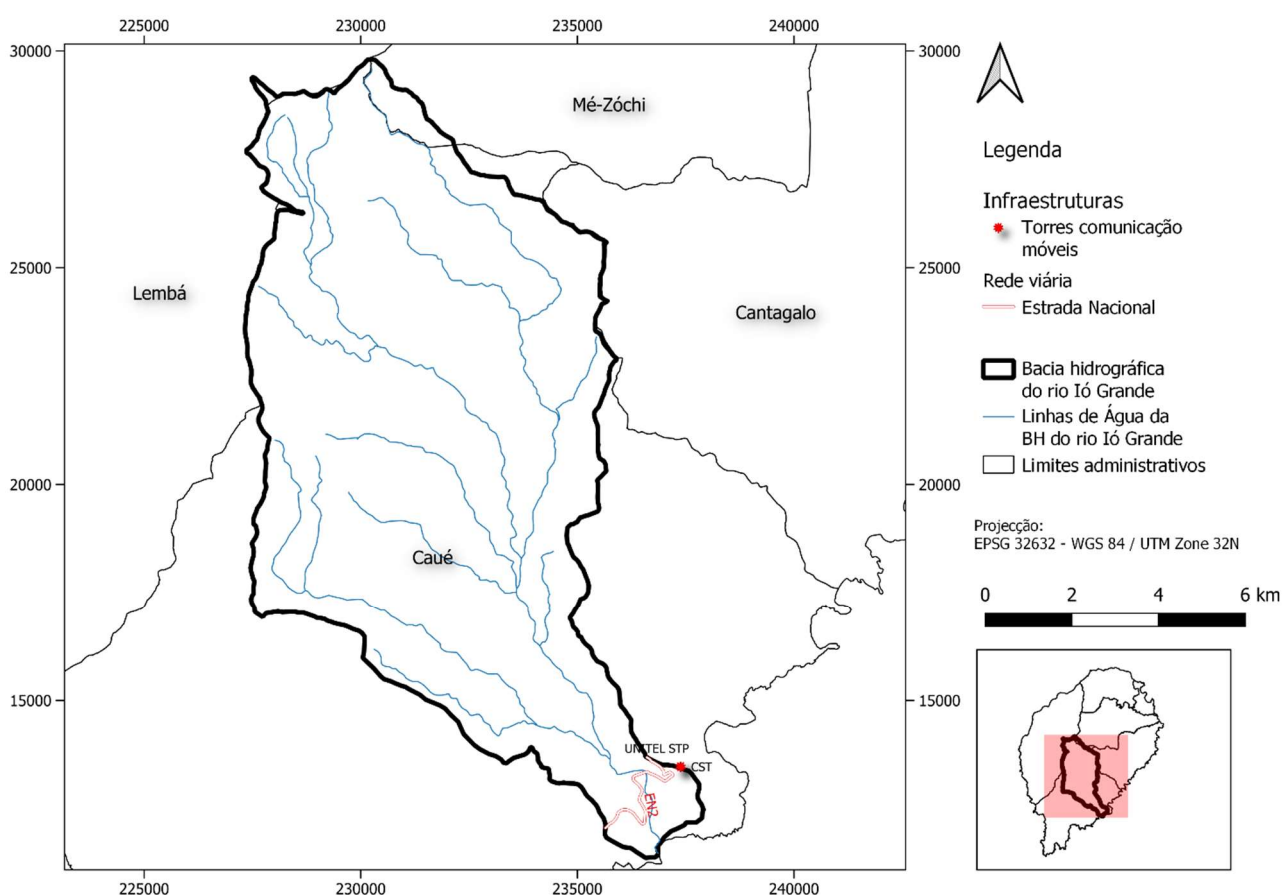 225000 230000 235000 240000
30000 30000
Mé-Zóchi
Legenda
Infraestruturas
Torres comunicação
móveis
25000 25000
Rede viária
Lembá
Cantagalo
Estrada Nacional
Bacia hidrográfica
do rio Ió Grande
Linhas de Água da
BH do rio Ió Grande
Limites administrativos
20000 20000
Projecção:
EPSG 32632 - WGS 84 / UTM Zone 32N
Caué
0 2 4 6 km
15000 15000
UNITEL STP
CST
EN2
225000 230000 235000 240000